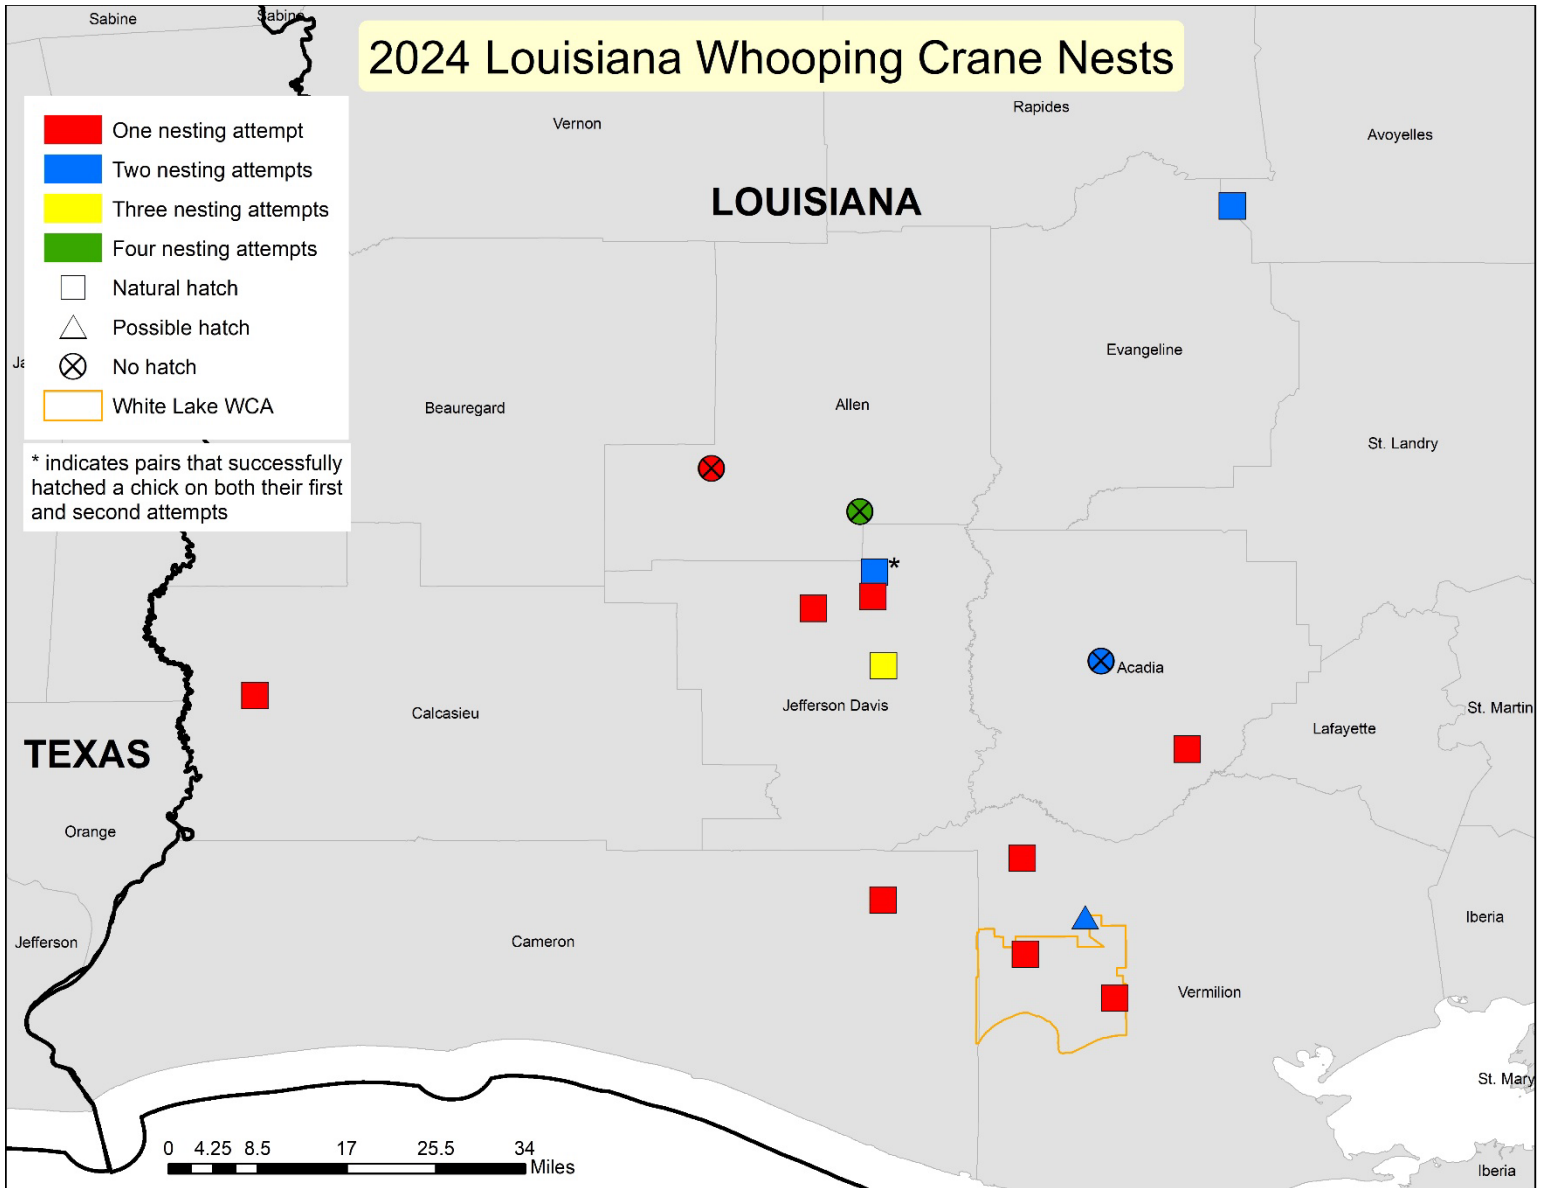 Sabine
Sabine
2024 Louisiana Whooping Crane Nests
Rapides
Vernon
Avoyelles
One nesting attempt
Two nesting attempts
Three nesting attempts
Four nesting attempts
Natural hatch
Possible hatch
No hatch
White Lake WCA
* indicates pairs that successfully
hatched a chick on both their first
and second attempts
LOUISIANA
Ja
Evangeline
Beauregard
Allen
St. Landry
*
Acadia
Jefferson Davis
Calcasieu
St. Martin
Lafayette
TEXAS
Orange
Iberia
Jefferson
Cameron
Vermilion
St. Mary
0 4.25 8.5 17 25.5 34
Miles
Iberia